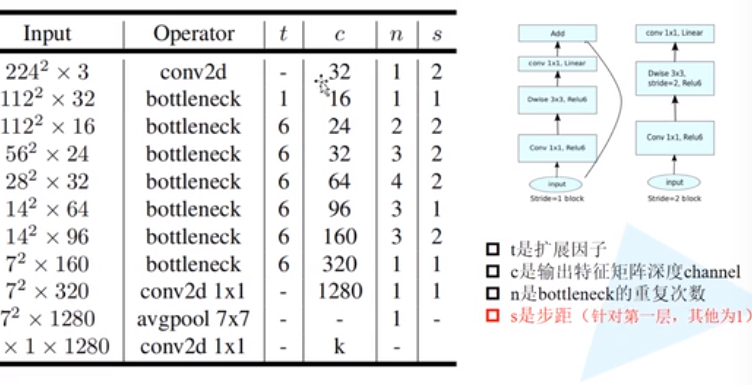 Input Operator t c n s
224² × 3 conv2d - 32 1 2
112² × 32 bottleneck 1 16 1 1
112² × 16 bottleneck 6 24 2 2
56² × 24 bottleneck 6 32 3 2
28² × 32 bottleneck 6 64 4 2
14² × 64 bottleneck 6 96 3 1
14² × 96 bottleneck 6 160 3 2
7² × 160 bottleneck 6 320 1 1
7² × 320 conv2d 1x1 - 1280 1 1
7² × 1280 avgpool 7x7 - - 1 -
× 1 × 1280 conv2d 1x1 - k -
Add
conv 1x1, Linear
Dwise 3x3, Relu6
Conv 1x1, Relu6
input
Stride=1 block
conv 1x1, Linear
Dwise 3x3,
stride=2, Relu6
Conv 1x1, Relu6
input
Stride=2 block
t是扩展因子
c是输出特征矩阵深度channel
n是bottleneck的重复次数
s是步距（针对第一层，其他为1）